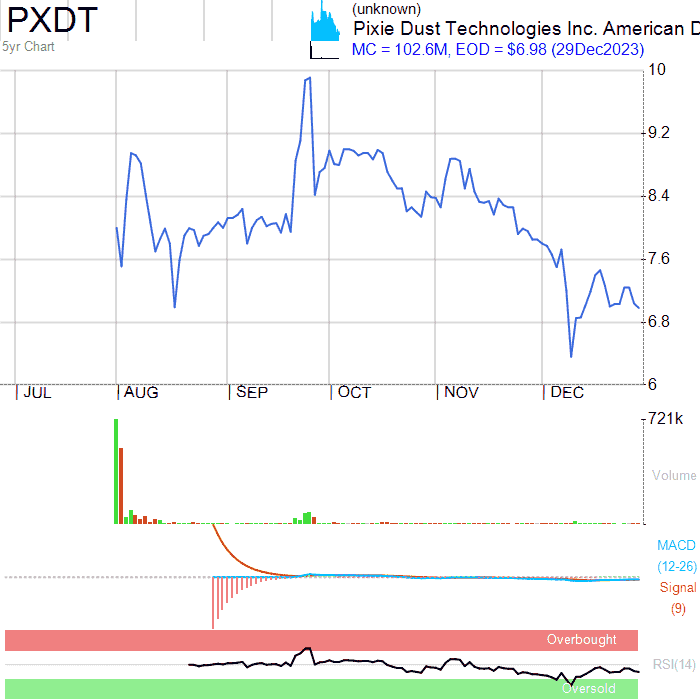 PXDT
5yr Chart
(unknown)
Pixie Dust Technologies Inc. American D
MC = 102.6M, EOD = $6.98 (29Dec2023)
10
9.2
8.4
7.6
6.8
6
JUL AUG SEP OCT NOV DEC
721k
Volume
MACD
(12-26)
Signal
(9)
Overbought
RSI(14)
Oversold